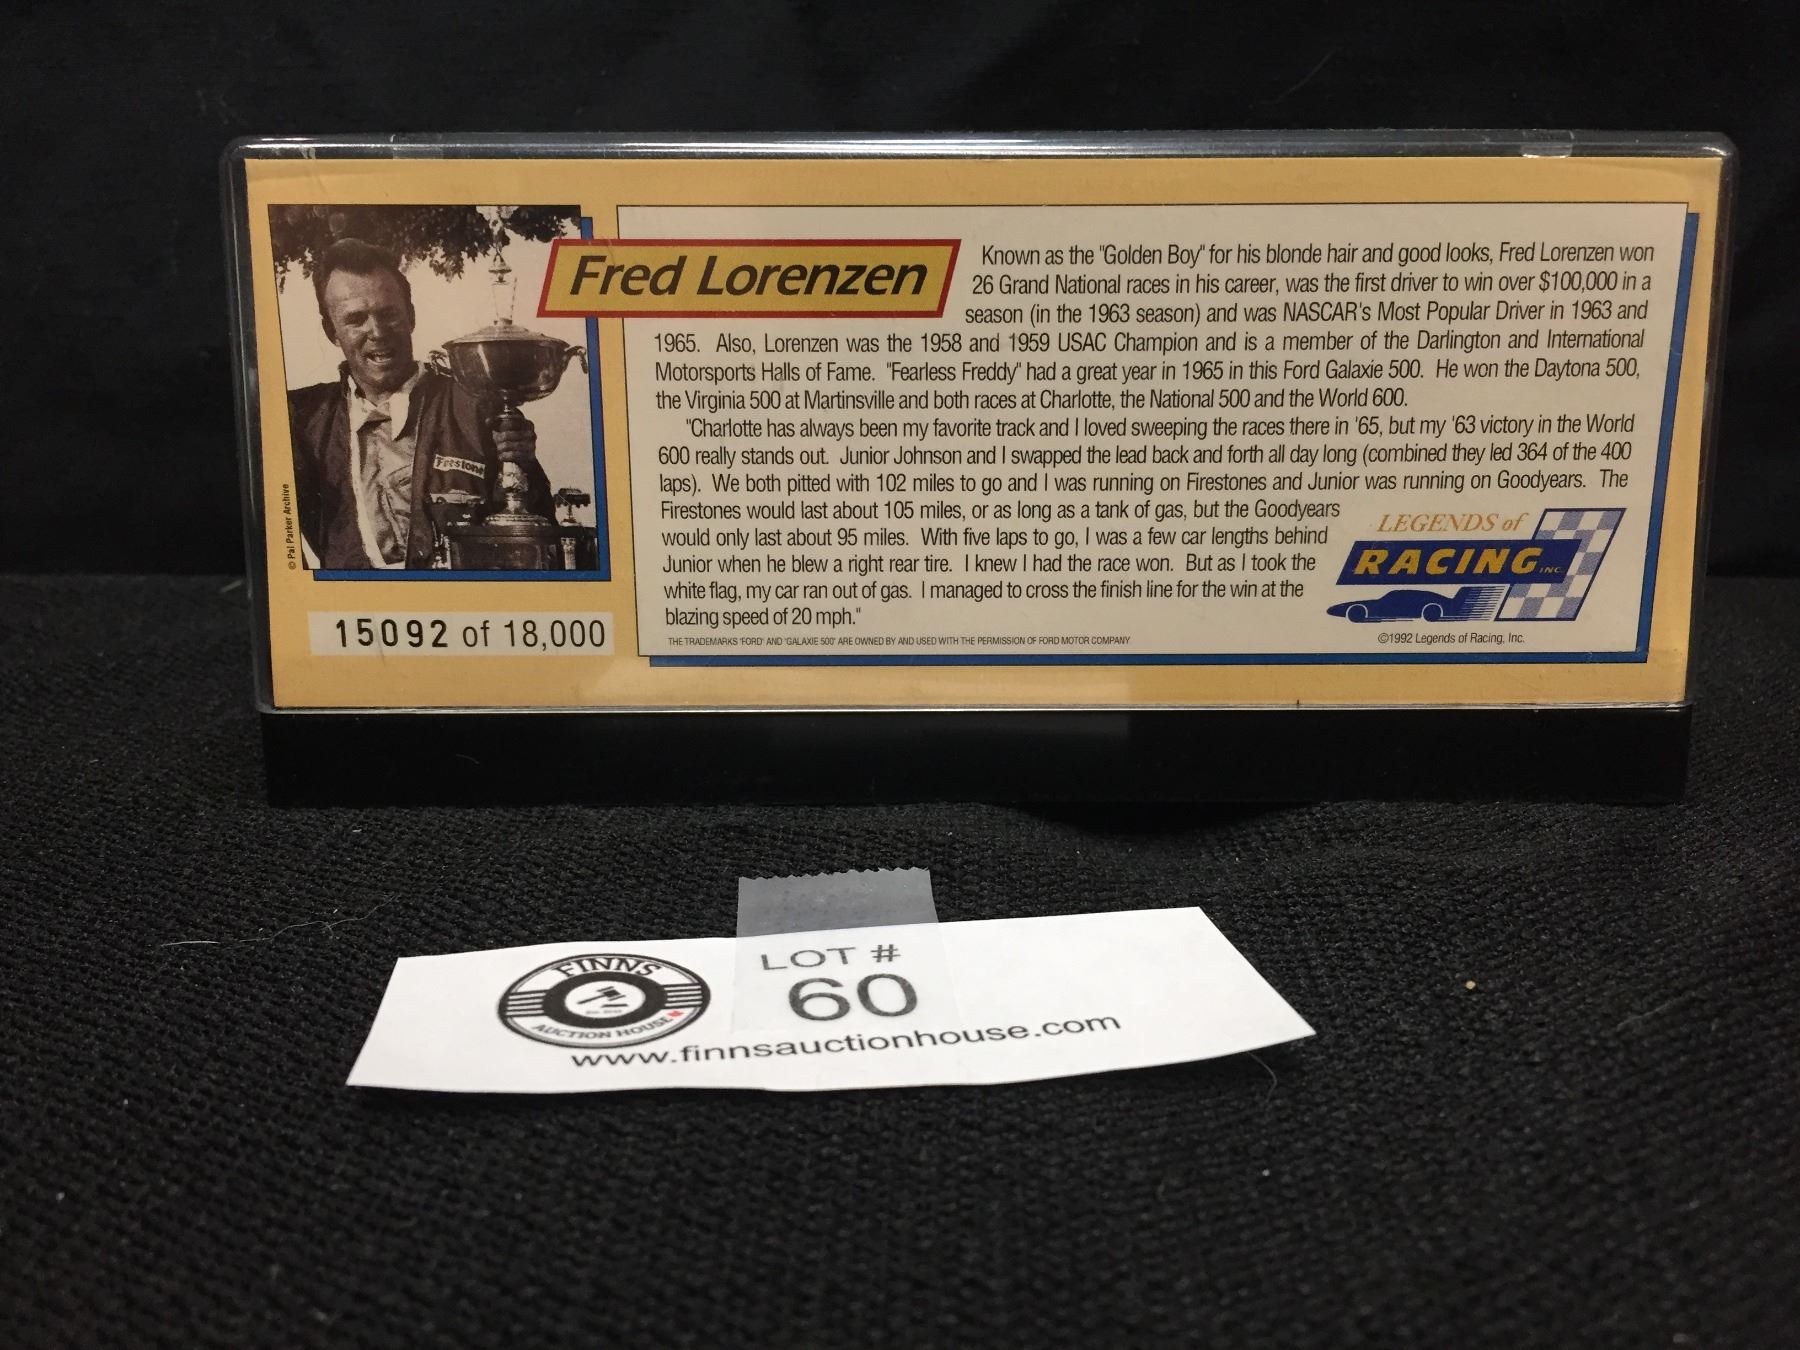 Fred Lorenzen
Known as the "Golden Boy" for his blonde hair and good looks, Fred Lorenzen won
26 Grand National races in his career, was the first driver to win over $100,000 in a
season (in the 1963 season) and was NASCAR's Most Popular Driver in 1963 and
1965. Also, Lorenzen was the 1958 and 1959 USAC Champion and is a member of the Darlington and International
Motorsports Halls of Fame. "Fearless Freddy" had a great year in 1965 in this Ford Galaxie 500. He won the Daytona 500,
the Virginia 500 at Martinsville and both races at Charlotte, the National 500 and the World 600.
"Charlotte has always been my favorite track and I loved sweeping the races there in '65, but my '63 victory in the World
600 really stands out. Junior Johnson and I swapped the lead back and forth all day long (combined they led 364 of the 400
laps). We both pitted with 102 miles to go and I was running on Firestones and Junior was running on Goodyears. The
Firestones would last about 105 miles, or as long as a tank of gas, but the Goodyears
would only last about 95 miles. With five laps to go, I was a few car lengths behind
Junior when he blew a right rear tire. I knew I had the race won. But as I took the
white flag, my car ran out of gas. I managed to cross the finish line for the win at the
blazing speed of 20 mph."
THE TRADEMARKS 'FORD' AND 'GALAXIE 500' ARE OWNED BY AND USED WITH THE PERMISSION OF FORD MOTOR COMPANY.
LEGENDS of
RACING INC.
©1992 Legends of Racing, Inc.
Firestone
© Pal Parker Archive
15092 of 18,000
FINNS
AUCTION HOUSE
LOT #
60
www.finnsauctionhouse.com